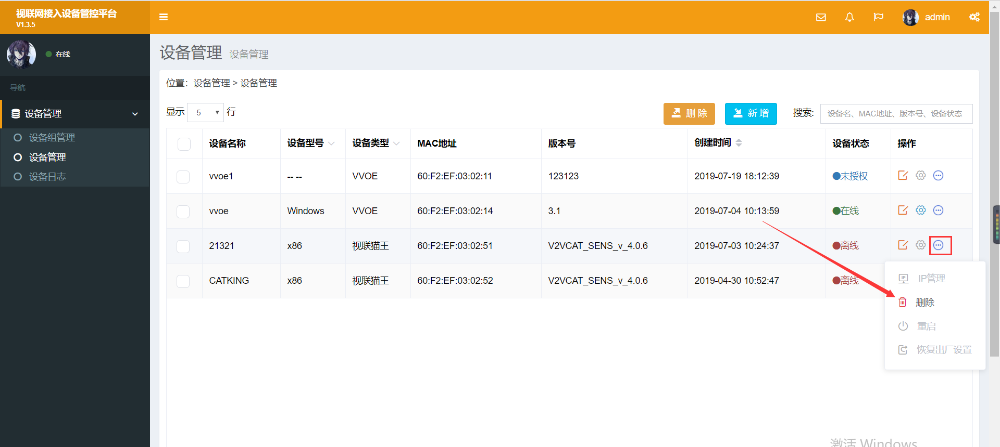 视联网接入设备管控平台
V1.3.5
admin
在线
导航
设备管理
设备组管理
设备管理
设备日志
设备管理 设备管理
位置：设备管理 > 设备管理
显示 5 行
删 除
新 增
搜索: 设备名、MAC地址、版本号、设备状态
设备名称 设备型号 设备类型 MAC地址 版本号 创建时间 设备状态 操作
vvoe1 -- -- VVOE 60:F2:EF:03:02:11 123123 2019-07-19 18:12:39 未授权
vvoe Windows VVOE 60:F2:EF:03:02:14 3.1 2019-07-04 10:13:59 在线
21321 x86 视联猫王 60:F2:EF:03:02:51 V2VCAT_SENS_v_4.0.6 2019-07-03 10:24:37 离线
CATKING x86 视联猫王 60:F2:EF:03:02:52 V2VCAT_SENS_v_4.0.6 2019-04-30 10:52:47 离线
IP管理
删除
重启
恢复出厂设置
激活 Windows